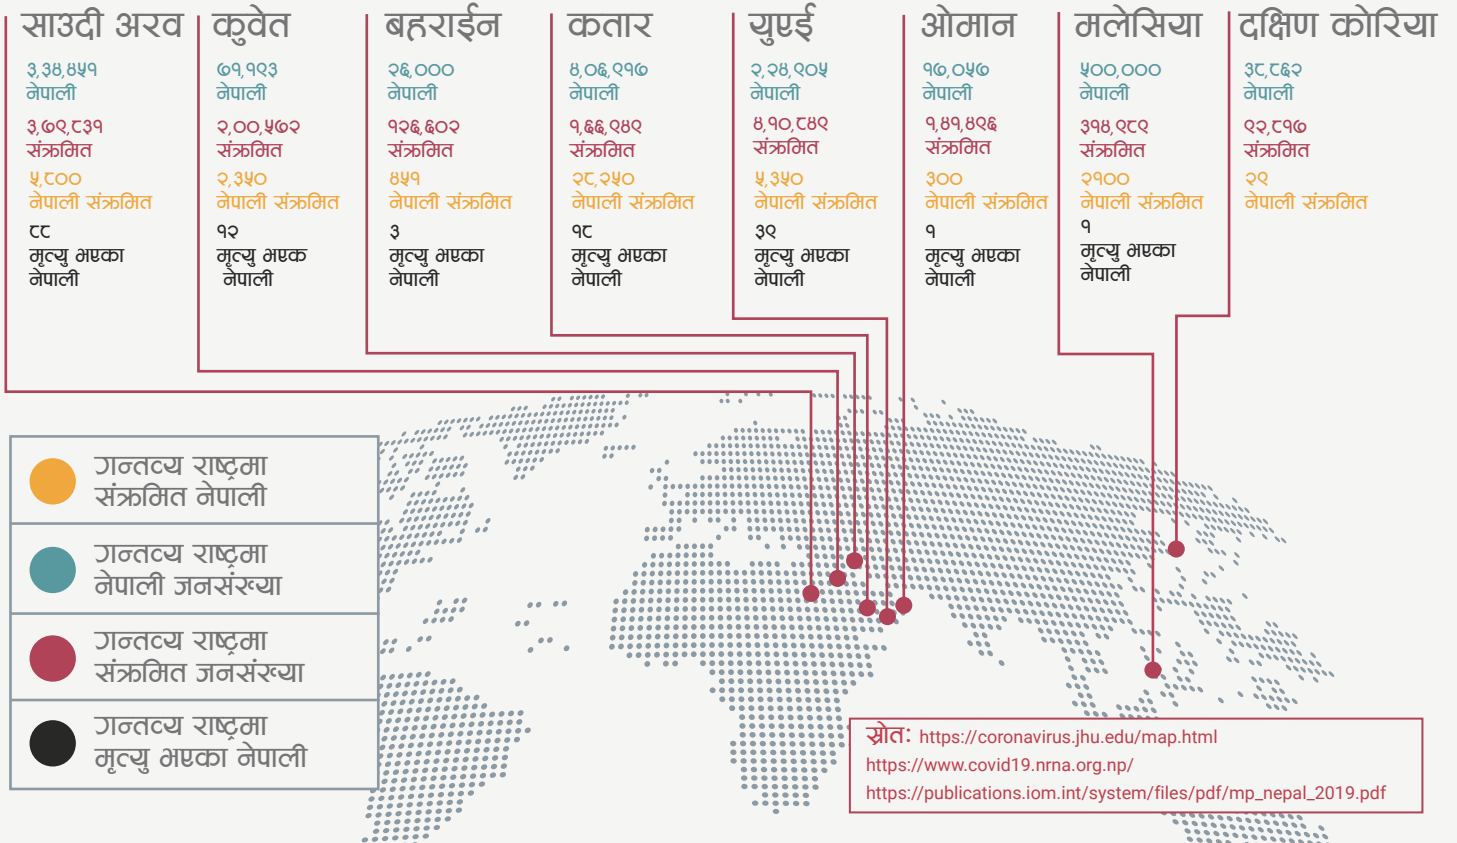 साउदी अरव
३,३४,४५१
नेपाली
३,७९,८३१
संक्रमित
५,८००
नेपाली संक्रमित
८८
मृत्यु भएका
नेपाली
कुवेत
७१,१९३
नेपाली
२,००,५७२
संक्रमित
२,३५०
नेपाली संक्रमित
१२
मृत्यु भएक
नेपाली
बहराईन
२६,०००
नेपाली
१२६,६०२
संक्रमित
४५१
नेपाली संक्रमित
३
मृत्यु भएका
नेपाली
कतार
४,०६,९१७
नेपाली
१,६६,९४९
संक्रमित
२८,२५०
नेपाली संक्रमित
१८
मृत्यु भएका
नेपाली
युएई
२,२४,९०५
नेपाली
४,१०,८४९
संक्रमित
५,३५०
नेपाली संक्रमित
३९
मृत्यु भएका
नेपाली
ओमान
१७,०५७
नेपाली
१,४१,४९६
संक्रमित
३००
नेपाली संक्रमित
१
मृत्यु भएका
नेपाली
मलेसिया
५००,०००
नेपाली
३१४,९८९
संक्रमित
२१००
नेपाली संक्रमित
१
मृत्यु भएका
नेपाली
दक्षिण कोरिया
३८,८६२
नेपाली
९२,८१७
संक्रमित
२९
नेपाली संक्रमित
गन्तव्य राष्ट्रमा
संक्रमित नेपाली
गन्तव्य राष्ट्रमा
नेपाली जनसंख्या
गन्तव्य राष्ट्रमा
संक्रमित जनसंख्या
गन्तव्य राष्ट्रमा
मृत्यु भएका नेपाली
स्रोत: https://coronavirus.jhu.edu/map.html
https://www.covid19.nrna.org.np/
https://publications.iom.int/system/files/pdf/mp_nepal_2019.pdf